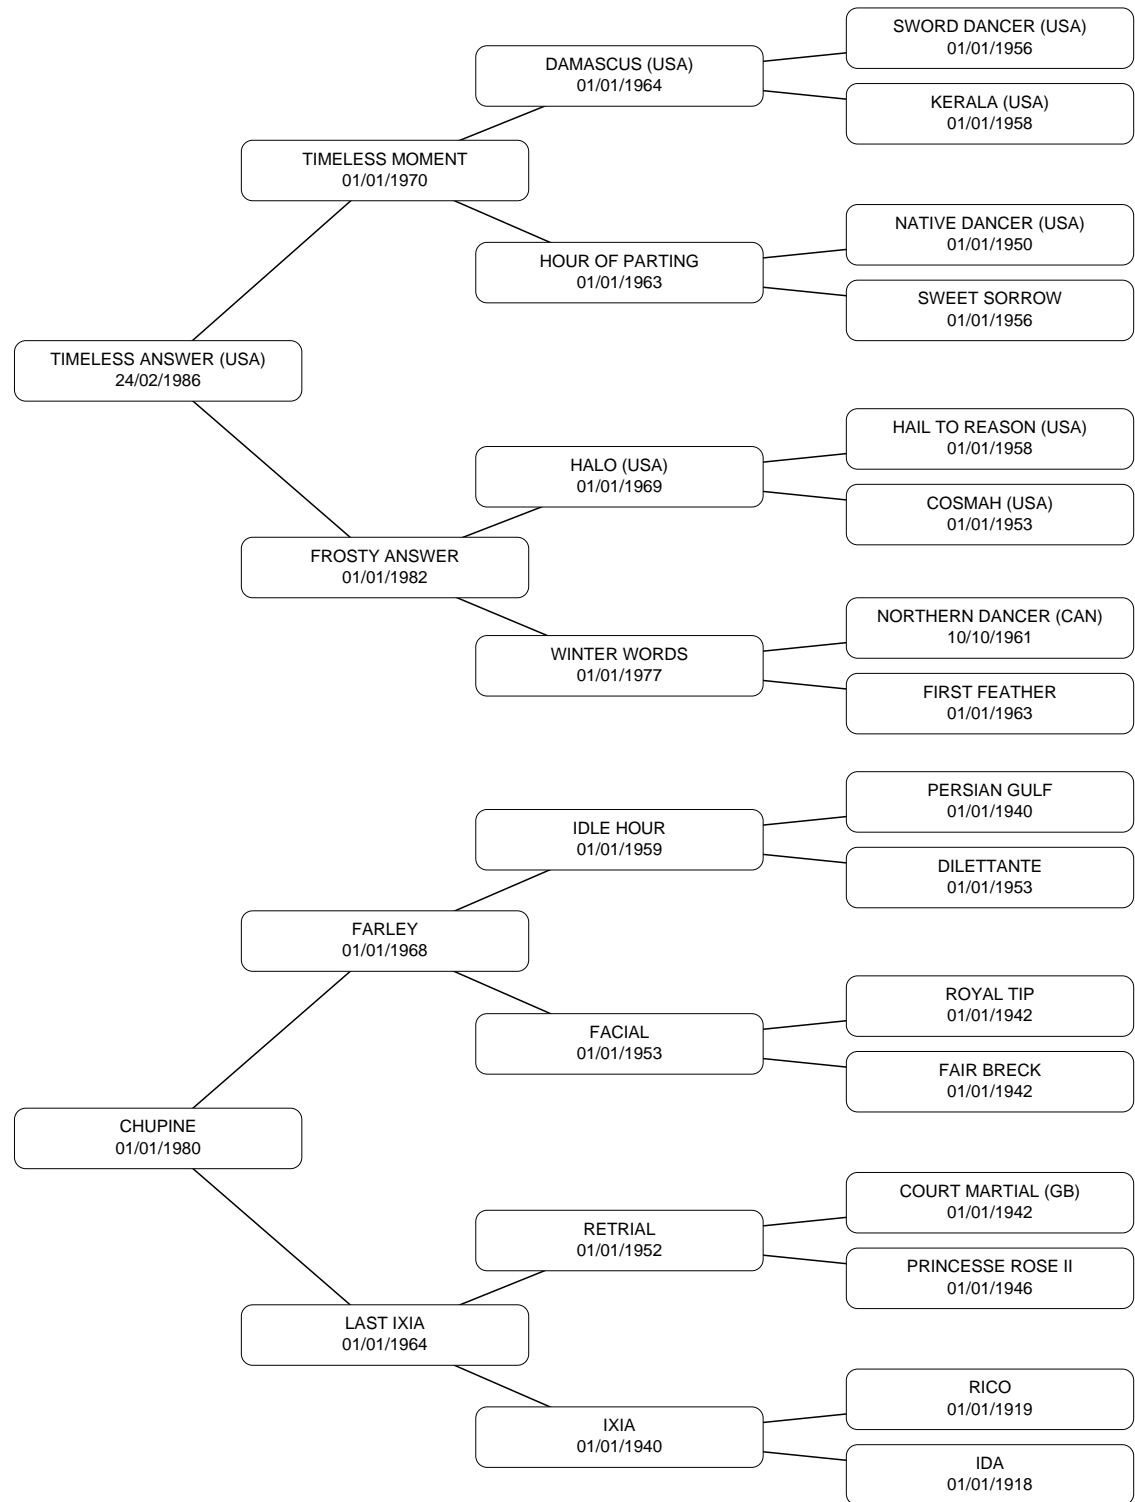 SWORD DANCER (USA)
01/01/1956
DAMASCUS (USA)
01/01/1964
KERALA (USA)
01/01/1958
TIMELESS MOMENT
01/01/1970
NATIVE DANCER (USA)
01/01/1950
HOUR OF PARTING
01/01/1963
SWEET SORROW
01/01/1956
TIMELESS ANSWER (USA)
24/02/1986
HAIL TO REASON (USA)
01/01/1958
HALO (USA)
01/01/1969
COSMAH (USA)
01/01/1953
FROSTY ANSWER
01/01/1982
NORTHERN DANCER (CAN)
10/10/1961
WINTER WORDS
01/01/1977
FIRST FEATHER
01/01/1963
PERSIAN GULF
01/01/1940
IDLE HOUR
01/01/1959
DILETTANTE
01/01/1953
FARLEY
01/01/1968
ROYAL TIP
01/01/1942
FACIAL
01/01/1953
FAIR BRECK
01/01/1942
CHUPINE
01/01/1980
COURT MARTIAL (GB)
01/01/1942
RETRIAL
01/01/1952
PRINCESSE ROSE II
01/01/1946
LAST IXIA
01/01/1964
RICO
01/01/1919
IXIA
01/01/1940
IDA
01/01/1918